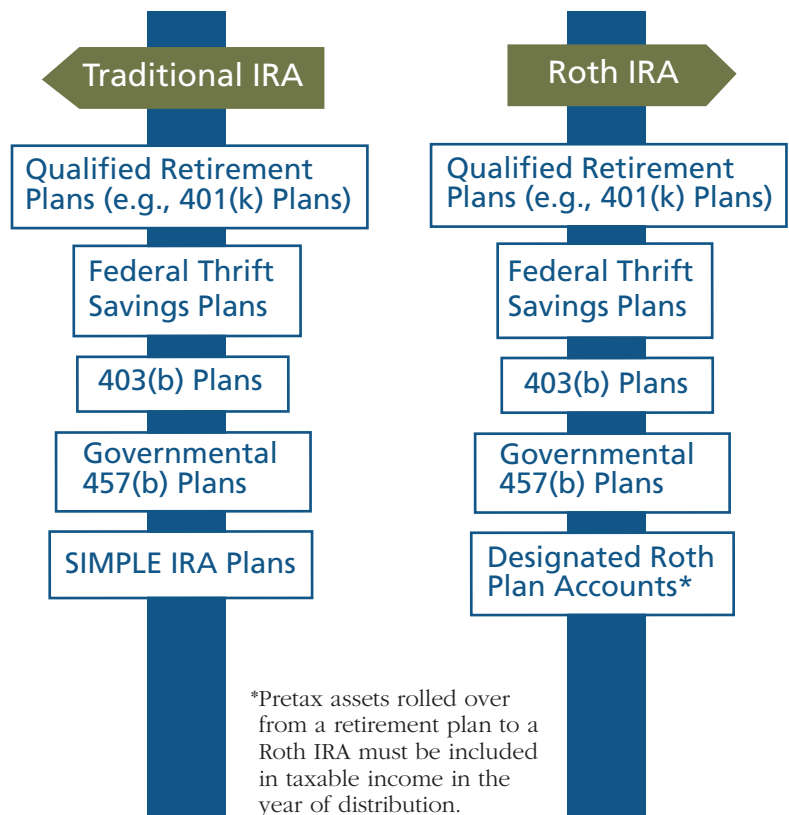 Traditional IRA
Qualified Retirement
Plans (e.g., 401(k) Plans)
Federal Thrift
Savings Plans
403(b) Plans
Governmental
457(b) Plans
SIMPLE IRA Plans
Roth IRA
Qualified Retirement
Plans (e.g., 401(k) Plans)
Federal Thrift
Savings Plans
403(b) Plans
Governmental
457(b) Plans
Designated Roth
Plan Accounts*
*Pretax assets rolled over
from a retirement plan to a
Roth IRA must be included
in taxable income in the
year of distribution.